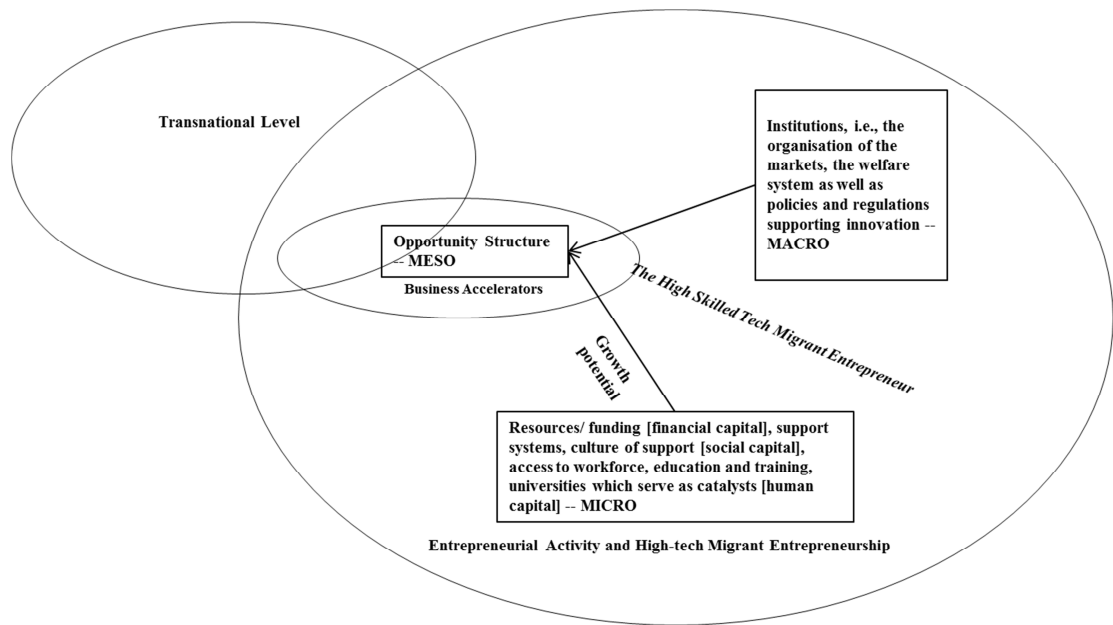 Transnational Level
Institutions, i.e., the
organisation of the
markets, the welfare
system as well as
policies and regulations
supporting innovation --
MACRO
Opportunity Structure
-- MESO
Business Accelerators
The High Skilled Tech Migrant Entrepreneur
Growth
potential
Resources/ funding [financial capital], support
systems, culture of support [social capital],
access to workforce, education and training,
universities which serve as catalysts [human
capital] -- MICRO
Entrepreneurial Activity and High-tech Migrant Entrepreneurship